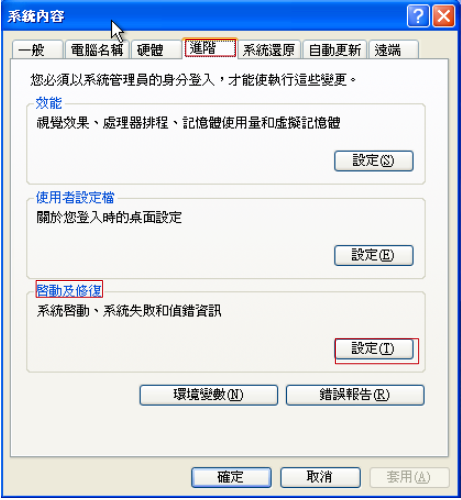 系統內容
一般 電腦名稱 硬體 進階 系統還原 自動更新 遠端
您必須以系統管理員的身分登入，才能使執行這些變更。
效能
視覺效果、處理器排程、記憶體使用量和虛擬記憶體
設定(S)
使用者設定檔
關於您登入時的桌面設定
設定(E)
啟動及修復
系統啟動、系統失敗和偵錯資訊
設定(T)
環境變數(N) 錯誤報告(R)
確定 取消 套用(A)